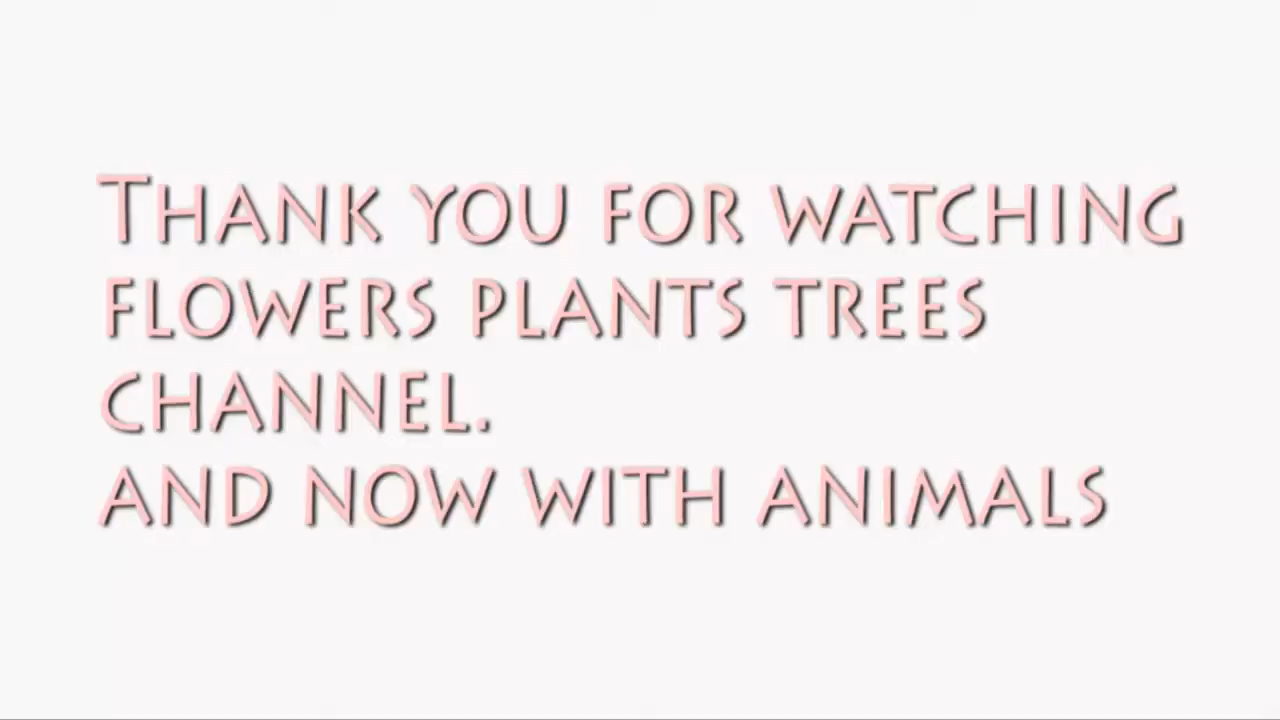 Thank you for watching
flowers plants trees
channel.
and now with animals